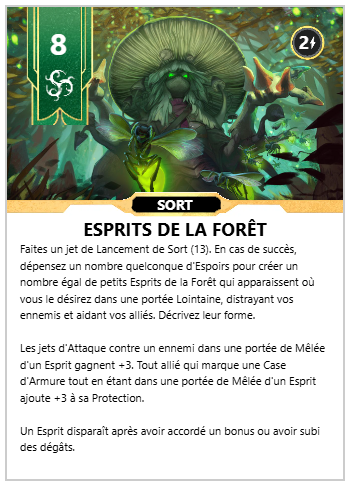 8
2
SORT
ESPRITS DE LA FORÊT
Faites un jet de Lancement de Sort (13). En cas de succès,
dépensez un nombre quelconque d'Espoirs pour créer un
nombre égal de petits Esprits de la Forêt qui apparaissent où
vous le désirez dans une portée Lointaine, distrayant vos
ennemis et aidant vos alliés. Décrivez leur forme.
Les jets d'Attaque contre un ennemi dans une portée de Mêlée
d'un Esprit gagnent +3. Tout allié qui marque une Case
d'Armure tout en étant dans une portée de Mêlée d'un Esprit
ajoute +3 à sa Protection.
Un Esprit disparaît après avoir accordé un bonus ou avoir subi
des dégâts.